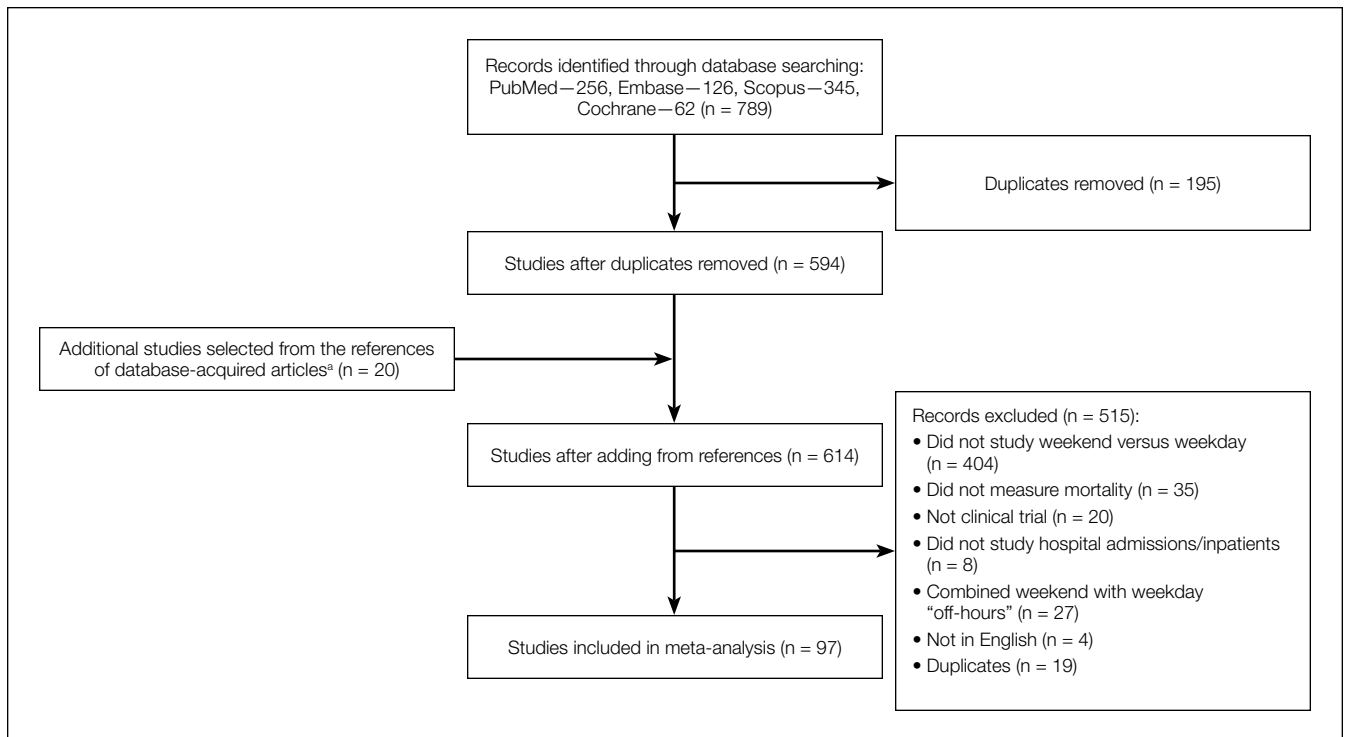 Records identified through database searching:
PubMed—256, Embase—126, Scopus—345,
Cochrane—62 (n = 789)
Duplicates removed (n = 195)
Studies after duplicates removed (n = 594)
Additional studies selected from the references
of database-acquired articlesᵃ (n = 20)
Studies after adding from references (n = 614)
Records excluded (n = 515):
• Did not study weekend versus weekday
(n = 404)
• Did not measure mortality (n = 35)
• Not clinical trial (n = 20)
• Did not study hospital admissions/inpatients
(n = 8)
• Combined weekend with weekday
“off-hours” (n = 27)
• Not in English (n = 4)
• Duplicates (n = 19)
Studies included in meta-analysis (n = 97)